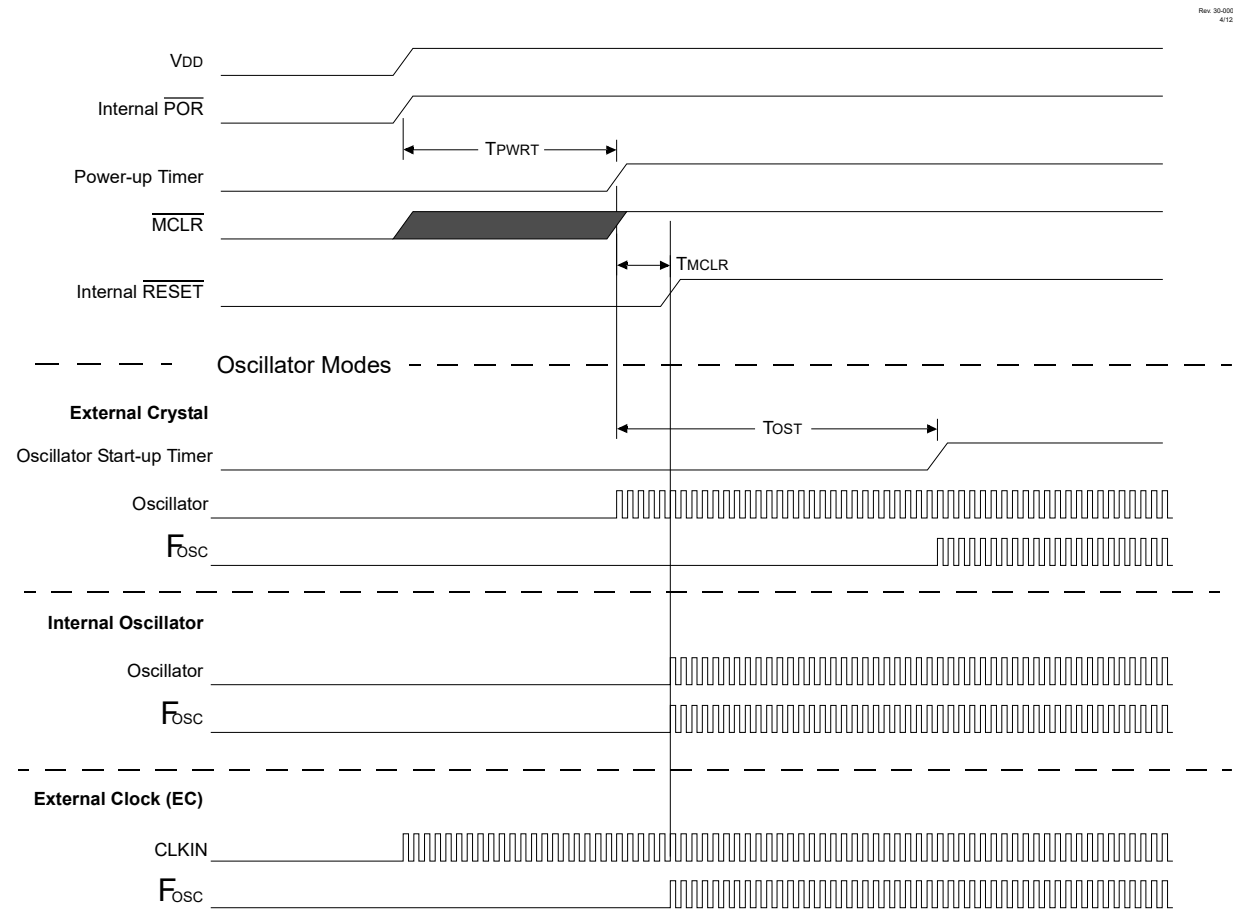 Rev. 30-000
4/12
VDD
Internal POR
TPWRT
Power-up Timer
MCLR
TMCLR
Internal RESET
Oscillator Modes
External Crystal
TOST
Oscillator Start-up Timer
Oscillator
FOSC
Internal Oscillator
Oscillator
FOSC
External Clock (EC)
CLKIN
FOSC